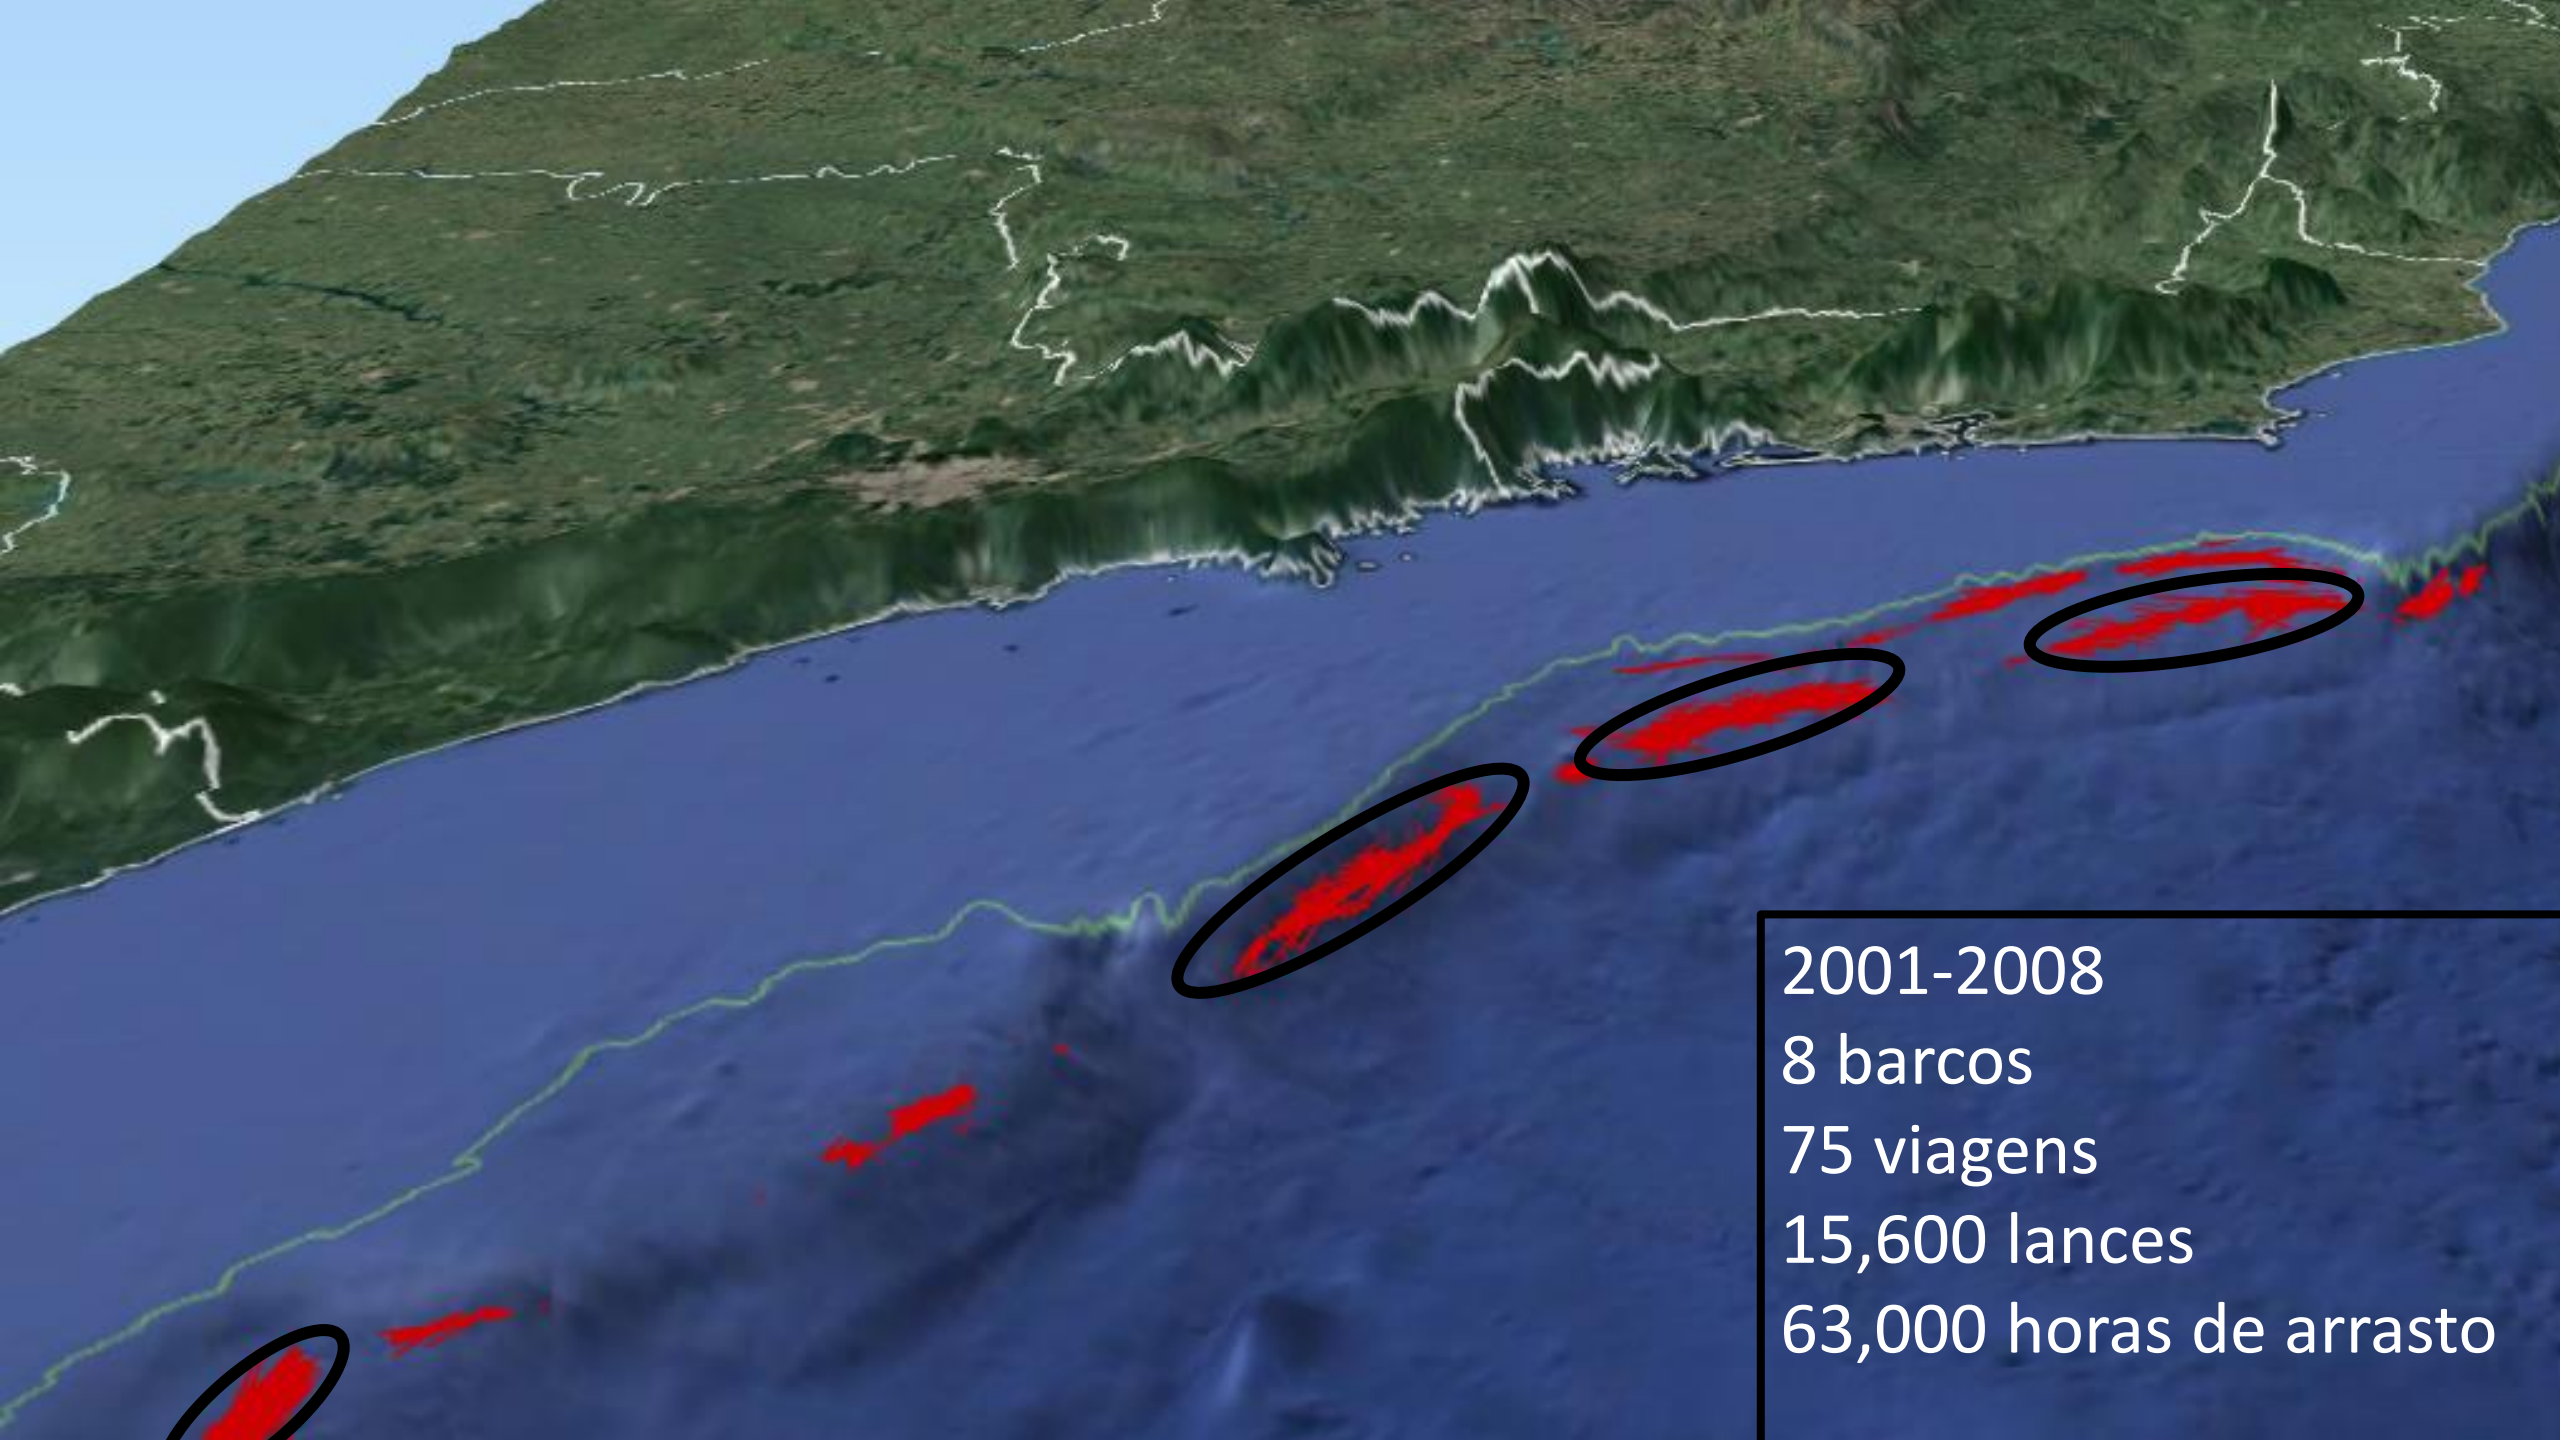 2001-2008
8 barcos
75 viagens
15,600 lances
63,000 horas de arrasto